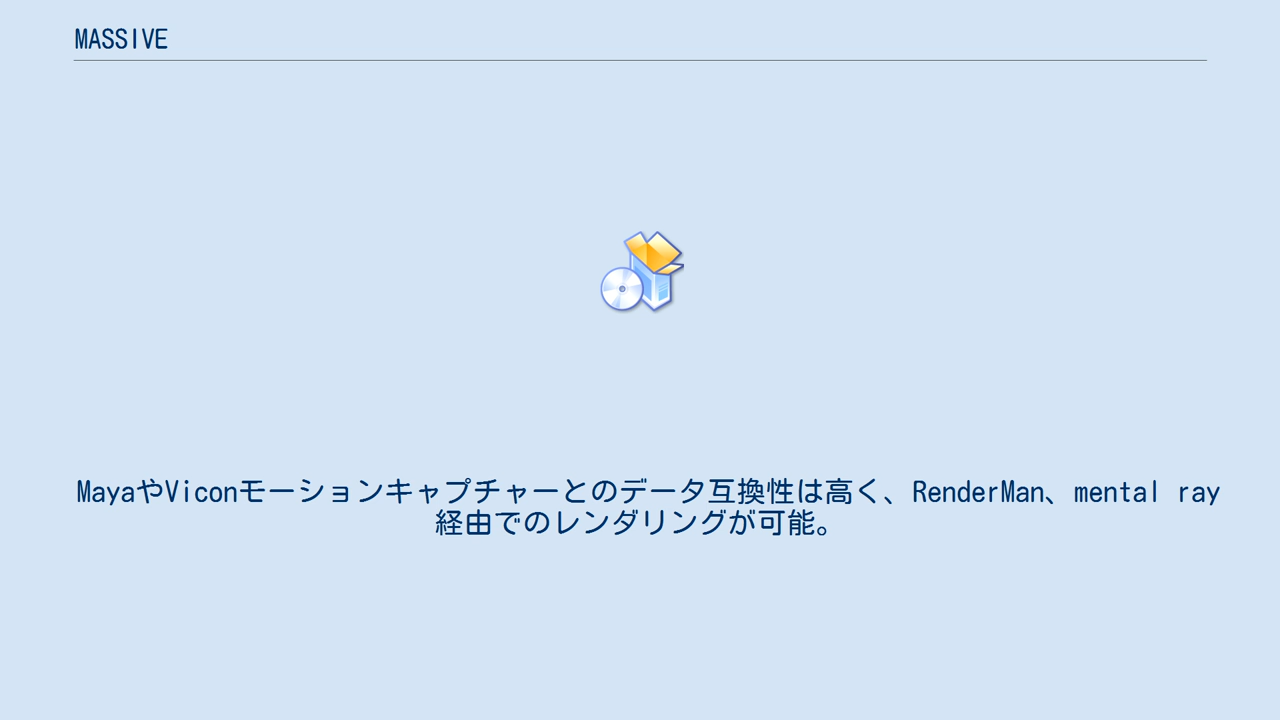 MASSIVE
MayaやViconモーションキャプチャーとのデータ互換性は高く、RenderMan、mental ray
経由でのレンダリングが可能。